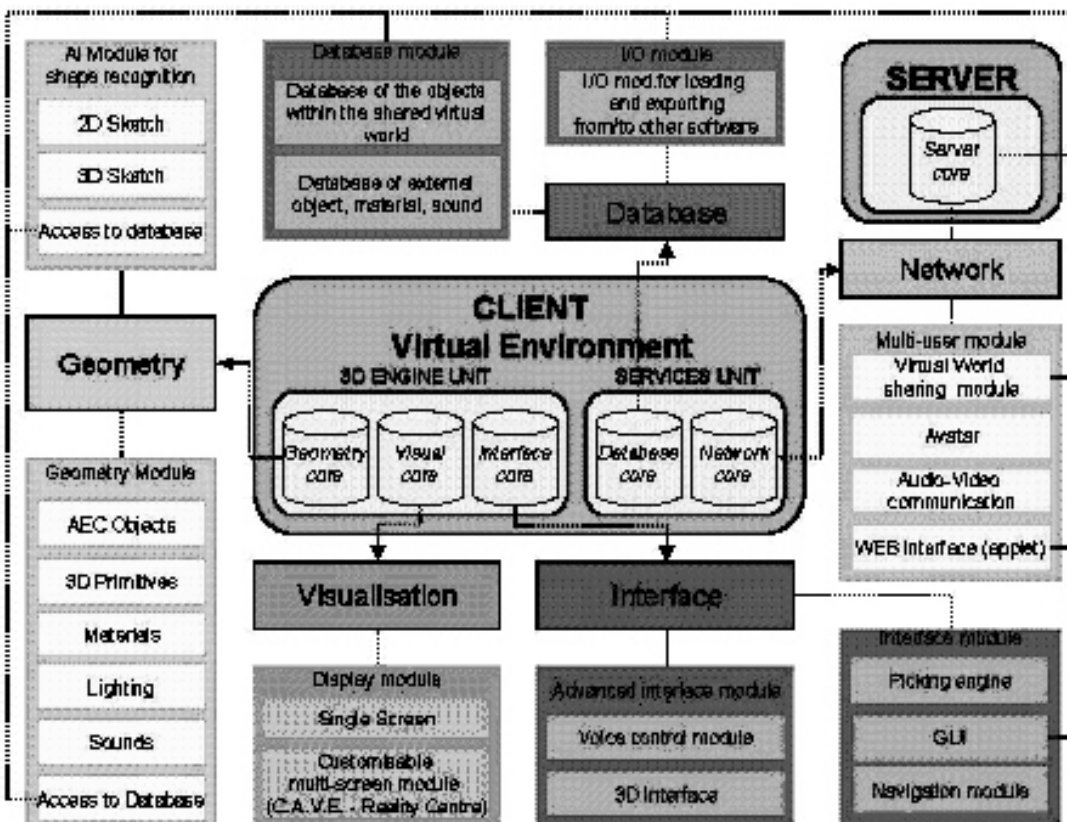 AI Module for
shape recognition
2D Sketch
3D Sketch
Access to database
Database module
Database of the objects
within the shared virtual
world
Database of external
object, material, sound
I/O module
I/O mod.for loading
and exporting
from/to other software
Database
SERVER
Server
core
Network
Geometry
CLIENT
Virtual Environment
3D ENGINE UNIT
SERVICES UNIT
Geometry
core
Visual
core
Interface
core
Database
core
Network
core
Multi-user module
Virtual World
sharing module
Avatar
Audio-Video
communication
WEB Interface (applet)
Geometry Module
AEC Objects
3D Primitives
Materials
Lighting
Sounds
Access to Database
Visualisation
Interface
Display module
Single Screen
Customisable
multi-screen module
(C.A.V.E. - Reality Centre)
Advanced interface module
Voice control module
3D Interface
Interface module
Picking engine
GUI
Navigation module